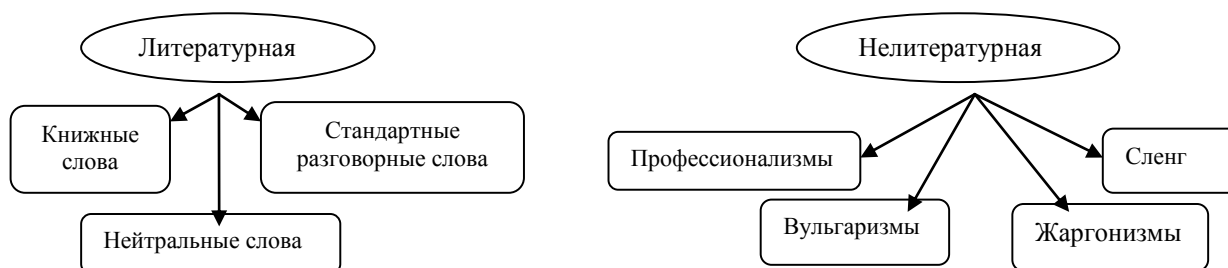 Литературная
Нелитературная
Книжные
слова
Стандартные
разговорные слова
Нейтральные слова
Профессионализмы
Сленг
Вульгаризмы
Жаргонизмы